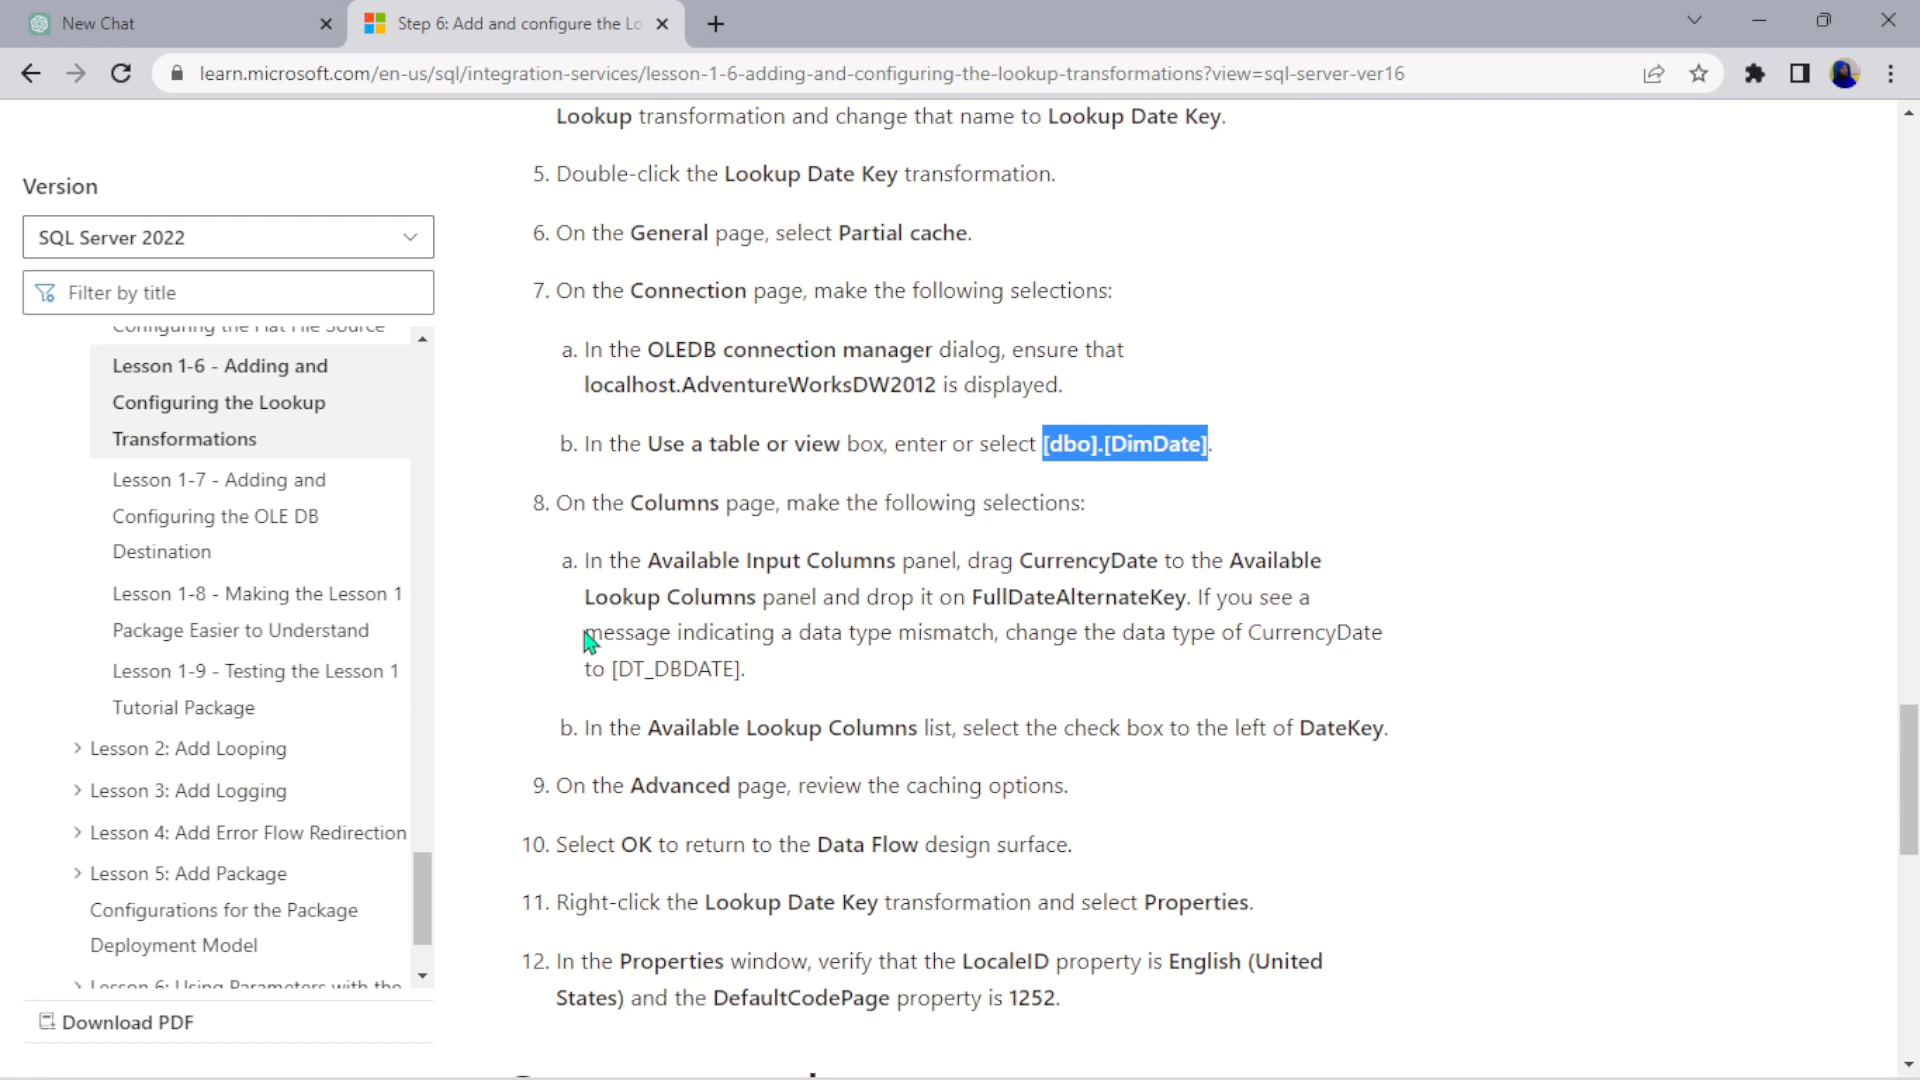 New Chat
Step 6: Add and configure the Lo
learn.microsoft.com/en-us/sql/integration-services/lesson-1-6-adding-and-configuring-the-lookup-transformations?view=sql-server-ver16
Version
SQL Server 2022
Filter by title
Configuring the Flat File Source
Lesson 1-6 - Adding and
Configuring the Lookup
Transformations
Lesson 1-7 - Adding and
Configuring the OLE DB
Destination
Lesson 1-8 - Making the Lesson 1
Package Easier to Understand
Lesson 1-9 - Testing the Lesson 1
Tutorial Package
Lesson 2: Add Looping
Lesson 3: Add Logging
Lesson 4: Add Error Flow Redirection
Lesson 5: Add Package
Configurations for the Package
Deployment Model
Lesson 6: Using Parameters with the
Download PDF
Lookup transformation and change that name to Lookup Date Key.
5. Double-click the Lookup Date Key transformation.
6. On the General page, select Partial cache.
7. On the Connection page, make the following selections:
a. In the OLEDB connection manager dialog, ensure that
localhost.AdventureWorksDW2012 is displayed.
b. In the Use a table or view box, enter or select [dbo].[DimDate].
8. On the Columns page, make the following selections:
a. In the Available Input Columns panel, drag CurrencyDate to the Available
Lookup Columns panel and drop it on FullDateAlternateKey. If you see a
message indicating a data type mismatch, change the data type of CurrencyDate
to [DT_DBDATE].
b. In the Available Lookup Columns list, select the check box to the left of DateKey.
9. On the Advanced page, review the caching options.
10. Select OK to return to the Data Flow design surface.
11. Right-click the Lookup Date Key transformation and select Properties.
12. In the Properties window, verify that the LocaleID property is English (United
States) and the DefaultCodePage property is 1252.